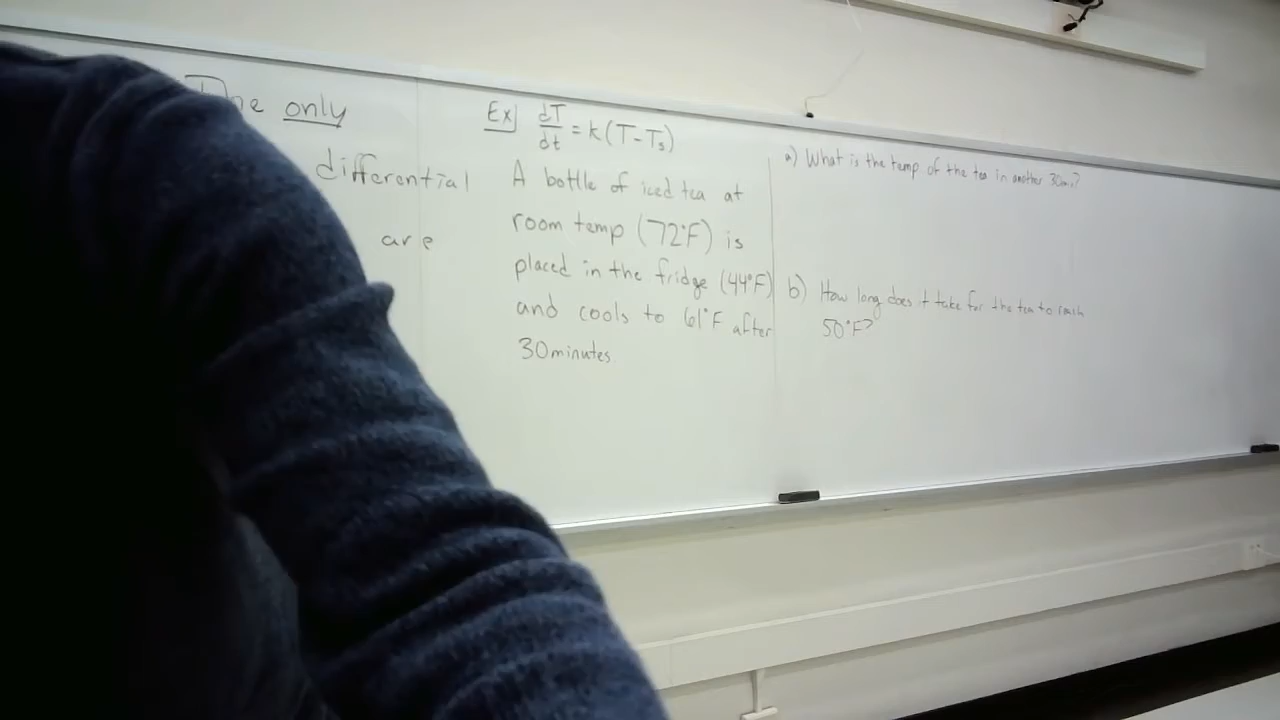 The only
differential
are
Ex] dT/dt = k(T-Ts)
A bottle of iced tea at
room temp (72°F) is
placed in the fridge (44°F)
and cools to 61°F after
30minutes
a) What is the temp of the tea in another 30min?
b) How long does it take for the tea to reach
50°F?